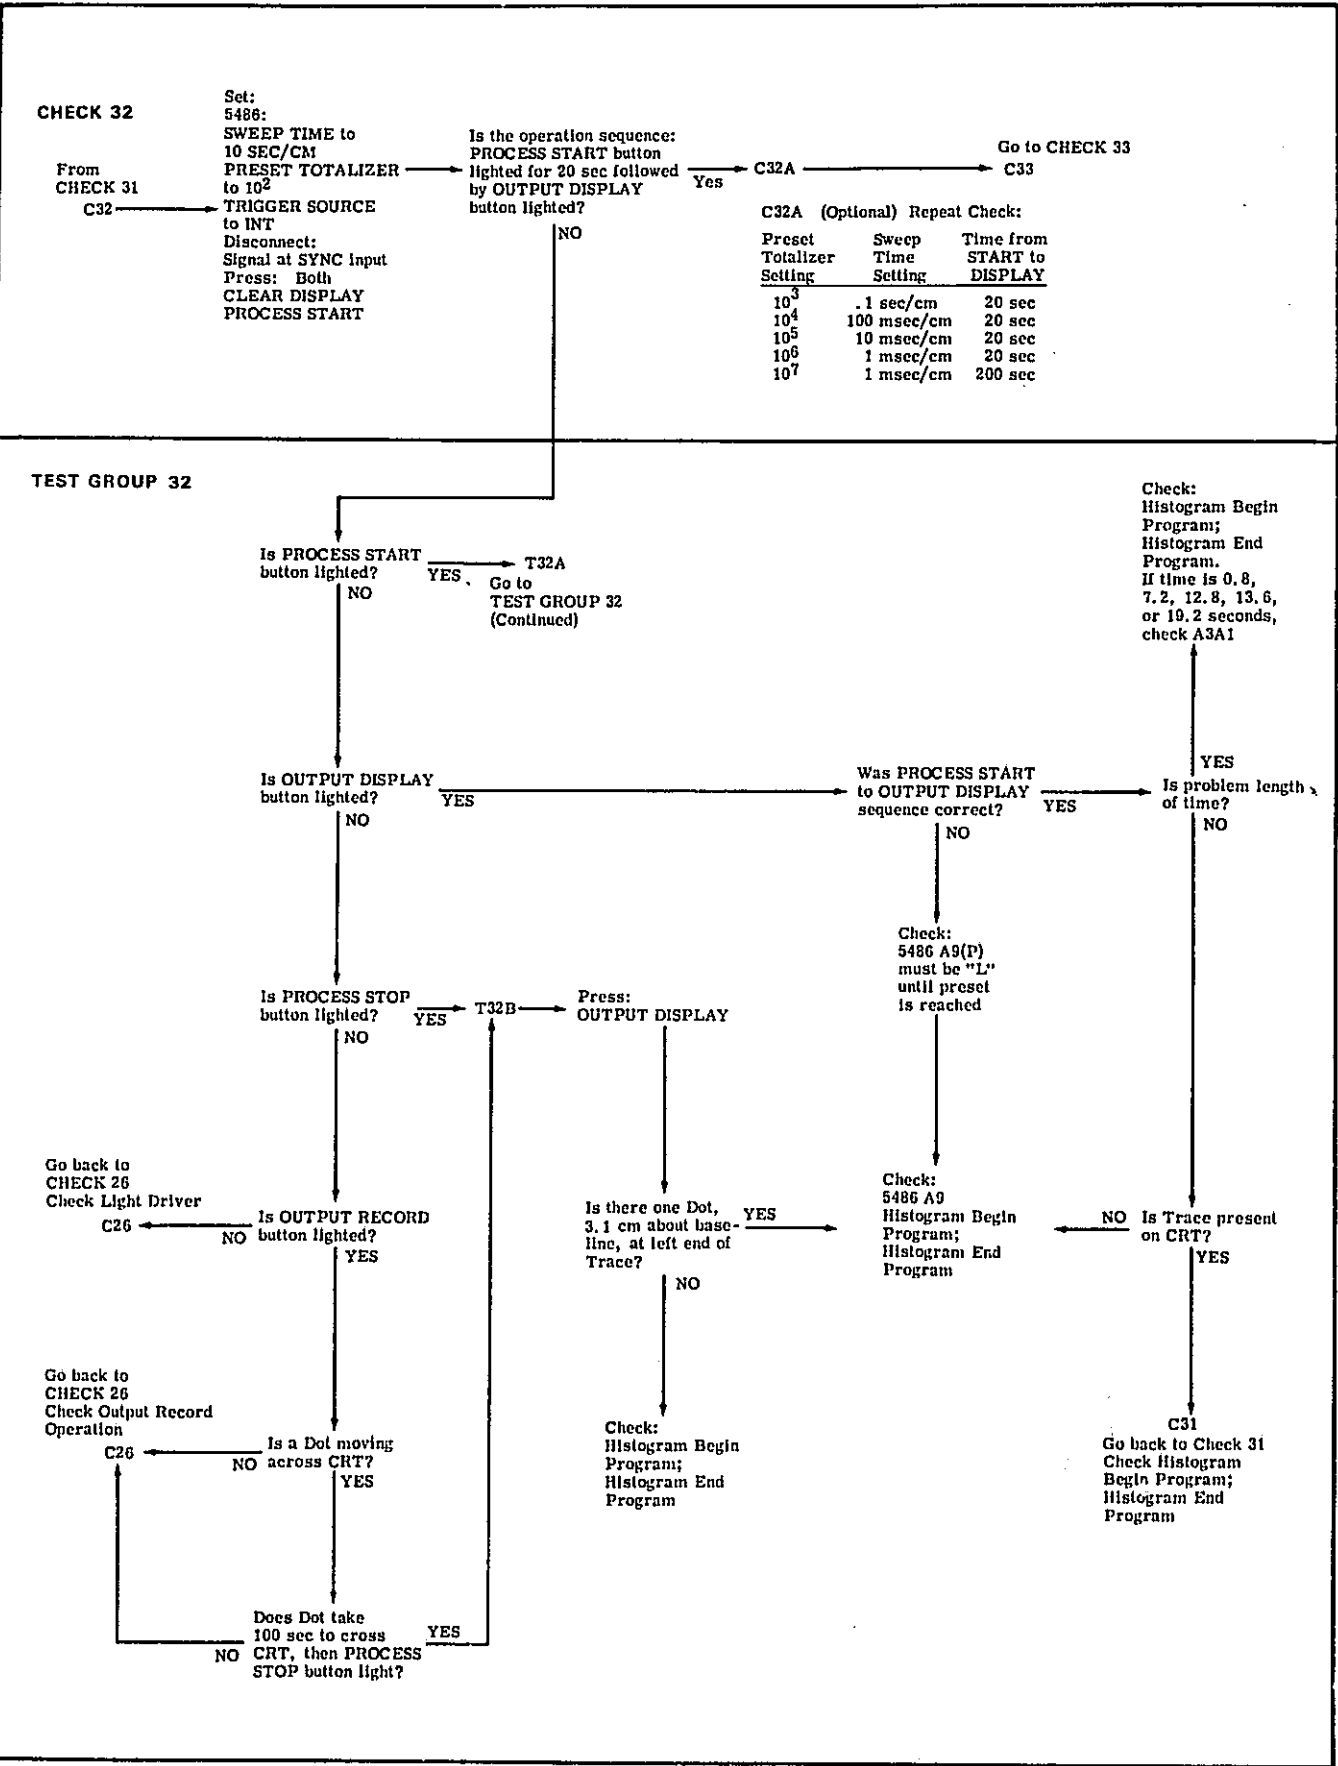 CHECK 32
From
CHECK 31
C32
Set:
5486:
SWEEP TIME to
10 SEC/CM
PRESET TOTALIZER
to 10²
TRIGGER SOURCE
to INT
Disconnect:
Signal at SYNC input
Press: Both
CLEAR DISPLAY
PROCESS START
Is the operation sequence:
PROCESS START button
lighted for 20 sec followed
by OUTPUT DISPLAY
button lighted?
Yes
NO
C32A
Go to CHECK 33
C33
C32A (Optional) Repeat Check:
Preset Sweep Time from
Totalizer Time START to
Setting Setting DISPLAY
10³ .1 sec/cm 20 sec
10⁴ 100 msec/cm 20 sec
10⁵ 10 msec/cm 20 sec
10⁶ 1 msec/cm 20 sec
10⁷ 1 msec/cm 200 sec
TEST GROUP 32
Is PROCESS START
button lighted?
YES
NO
T32A
Go to
TEST GROUP 32
(Continued)
Check:
Histogram Begin
Program;
Histogram End
Program.
If time is 0.8,
7.2, 12.8, 13.6,
or 19.2 seconds,
check A3A1
Is OUTPUT DISPLAY
button lighted?
YES
NO
Was PROCESS START
to OUTPUT DISPLAY
sequence correct?
YES
NO
YES
Is problem length
of time?
NO
Check:
5486 A9(P)
must be "L"
until preset
is reached
Is PROCESS STOP
button lighted?
YES
NO
T32B
Press:
OUTPUT DISPLAY
Go back to
CHECK 26
Check Light Driver
C26
NO
Is OUTPUT RECORD
button lighted?
YES
Is there one Dot,
3.1 cm about base-
line, at left end of
Trace?
YES
NO
Check:
5486 A9
Histogram Begin
Program;
Histogram End
Program
NO
Is Trace present
on CRT?
YES
Go back to
CHECK 26
Check Output Record
Operation
C26
NO
Is a Dot moving
across CRT?
YES
Check:
Histogram Begin
Program;
Histogram End
Program
C31
Go back to Check 31
Check Histogram
Begin Program;
Histogram End
Program
NO
Does Dot take
100 sec to cross
CRT, then PROCESS
STOP button light?
YES